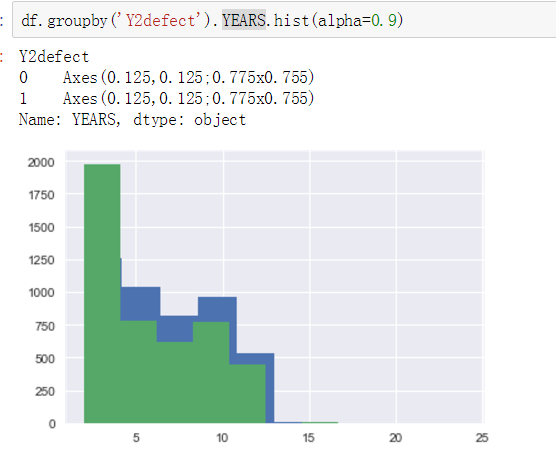 : df.groupby('Y2defect').YEARS.hist(alpha=0.9)
: Y2defect
0    Axes(0.125,0.125;0.775x0.755)
1    Axes(0.125,0.125;0.775x0.755)
Name: YEARS, dtype: object
2000
1750
1500
1250
1000
750
500
250
0
5 10 15 20 25